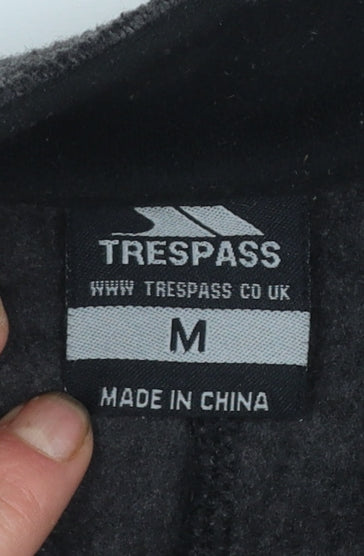 TRESPASS
WWW TRESPASS CO UK
M
MADE IN CHINA